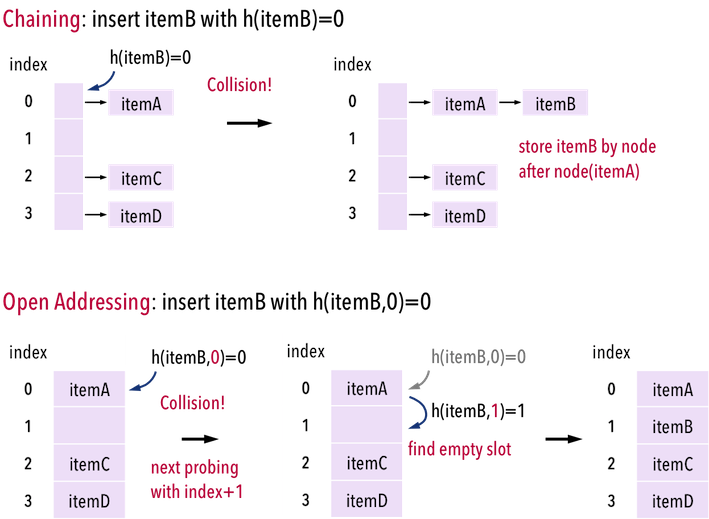 Chaining: insert itemB with h(itemB)=0
index
h(itemB)=0
0
itemA
1
2
itemC
3
itemD
Collision!
index
0
itemA
itemB
1
2
itemC
3
itemD
store itemB by node
after node(itemA)
Open Addressing: insert itemB with h(itemB,0)=0
index
h(itemB,0)=0
0
itemA
1
2
itemC
3
itemD
Collision!
next probing
with index+1
index
h(itemB,0)=0
0
itemA
h(itemB,1)=1
1
find empty slot
2
itemC
3
itemD
index
0
itemA
1
itemB
2
itemC
3
itemD